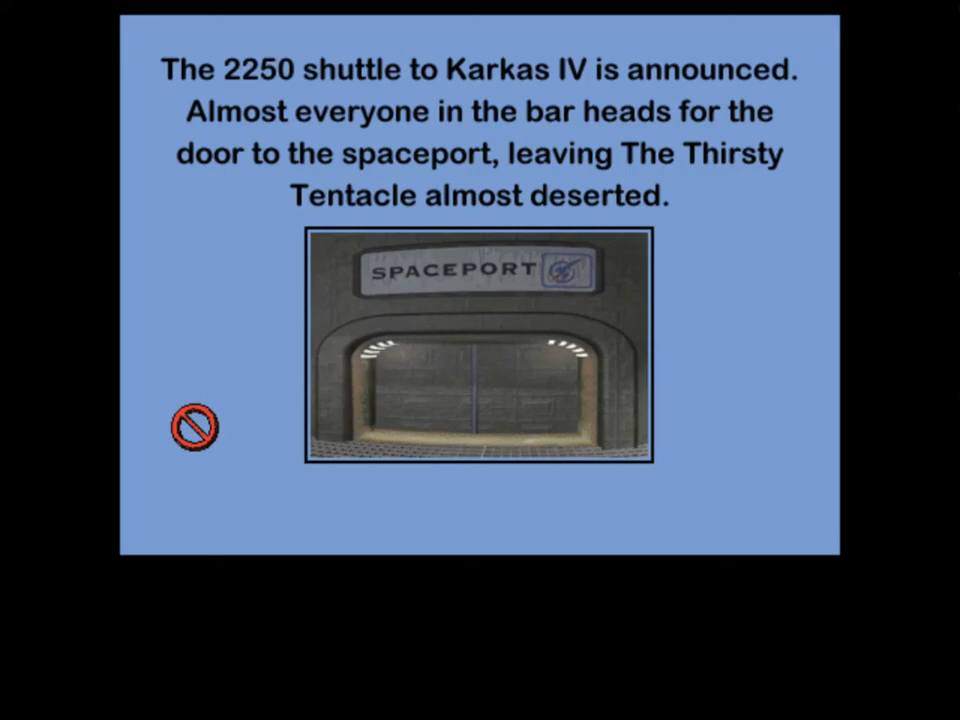 The 2250 shuttle to Karkas IV is announced.
Almost everyone in the bar heads for the
door to the spaceport, leaving The Thirsty
Tentacle almost deserted.
SPACEPORT